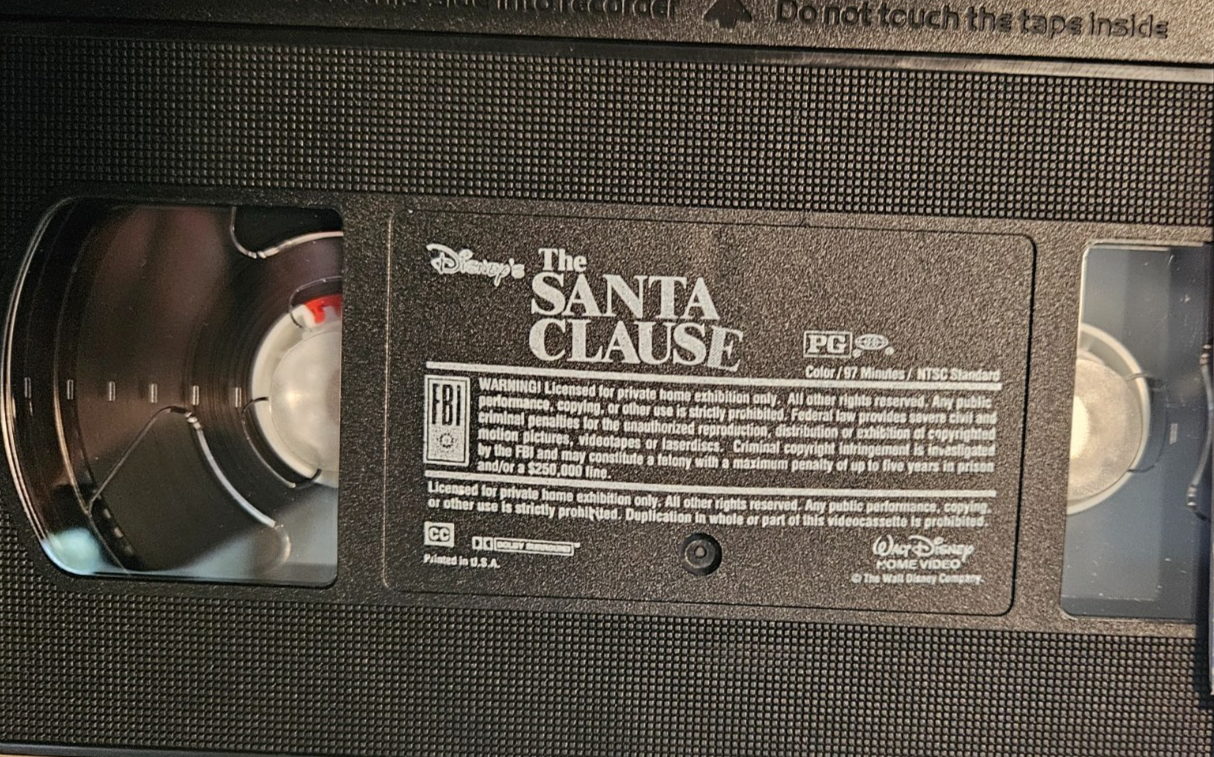 this side into recorder Do not touch the tape inside
Disney's The
SANTA
CLAUSE
PG
Color / 97 Minutes / NTSC Standard
FBI
WARNING! Licensed for private home exhibition only. All other rights reserved. Any public
performance, copying, or other use is strictly prohibited. Federal law provides severe civil and
criminal penalties for the unauthorized reproduction, distribution or exhibition of copyrighted
motion pictures, videotapes or laserdiscs. Criminal copyright infringement is investigated
by the FBI and may constitute a felony with a maximum penalty of up to five years in prison
and/or a $250,000 fine.
Licensed for private home exhibition only. All other rights reserved. Any public performance, copying,
or other use is strictly prohibited. Duplication in whole or part of this videocassette is prohibited.
CC DOLBY SURROUND™
Printed in U.S.A.
Walt Disney
HOME VIDEO
© The Walt Disney Company.